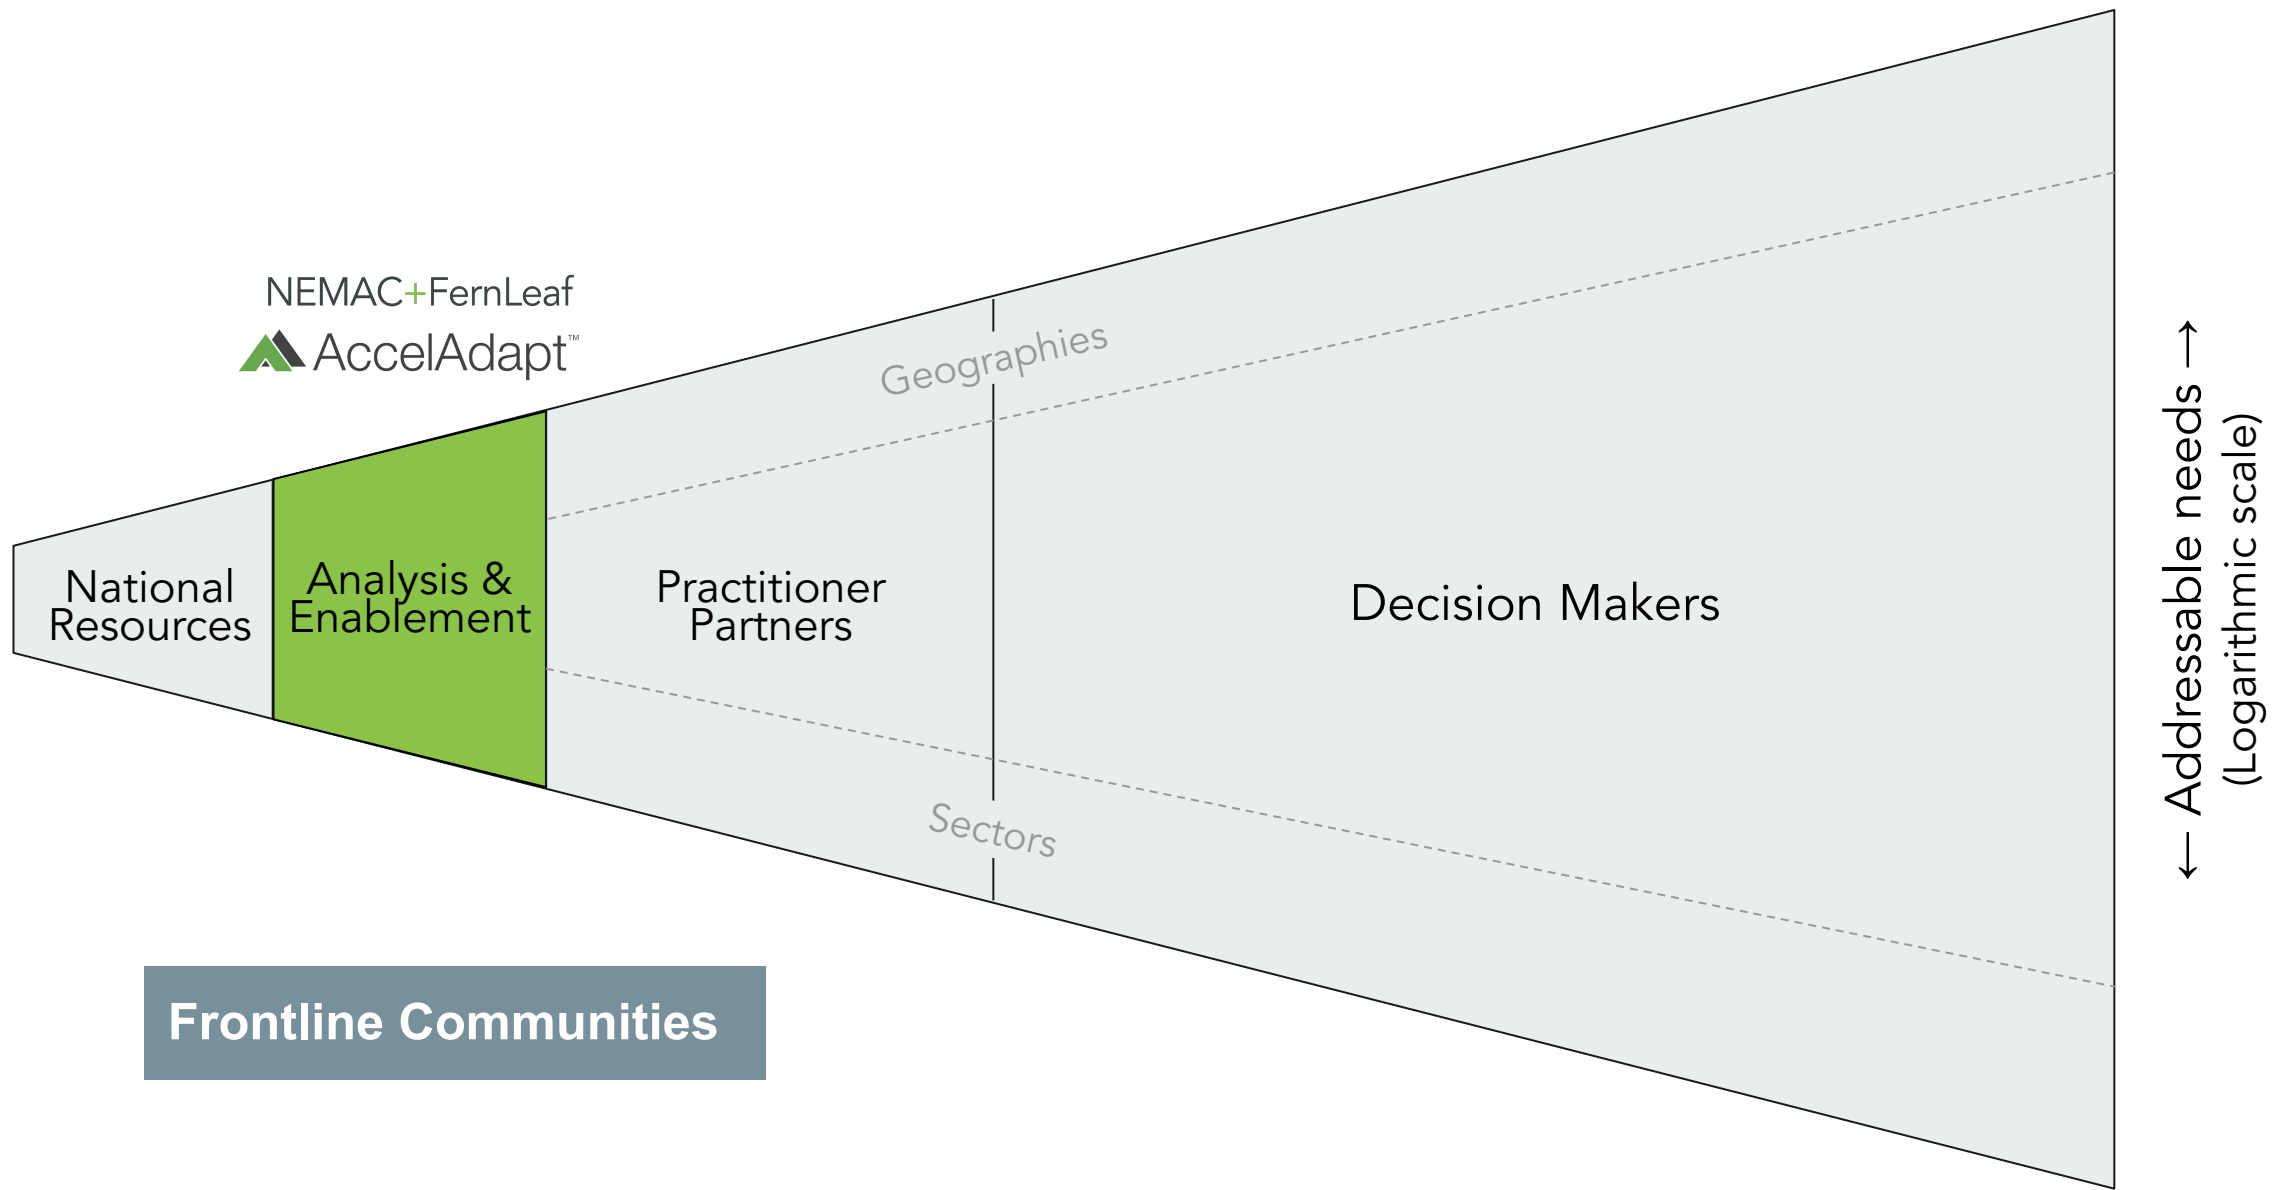 NEMAC+FernLeaf
AccelAdapt™
Geographies
National
Resources
Analysis &
Enablement
Practitioner
Partners
Decision Makers
Sectors
Frontline Communities
← Addressable needs →
(Logarithmic scale)